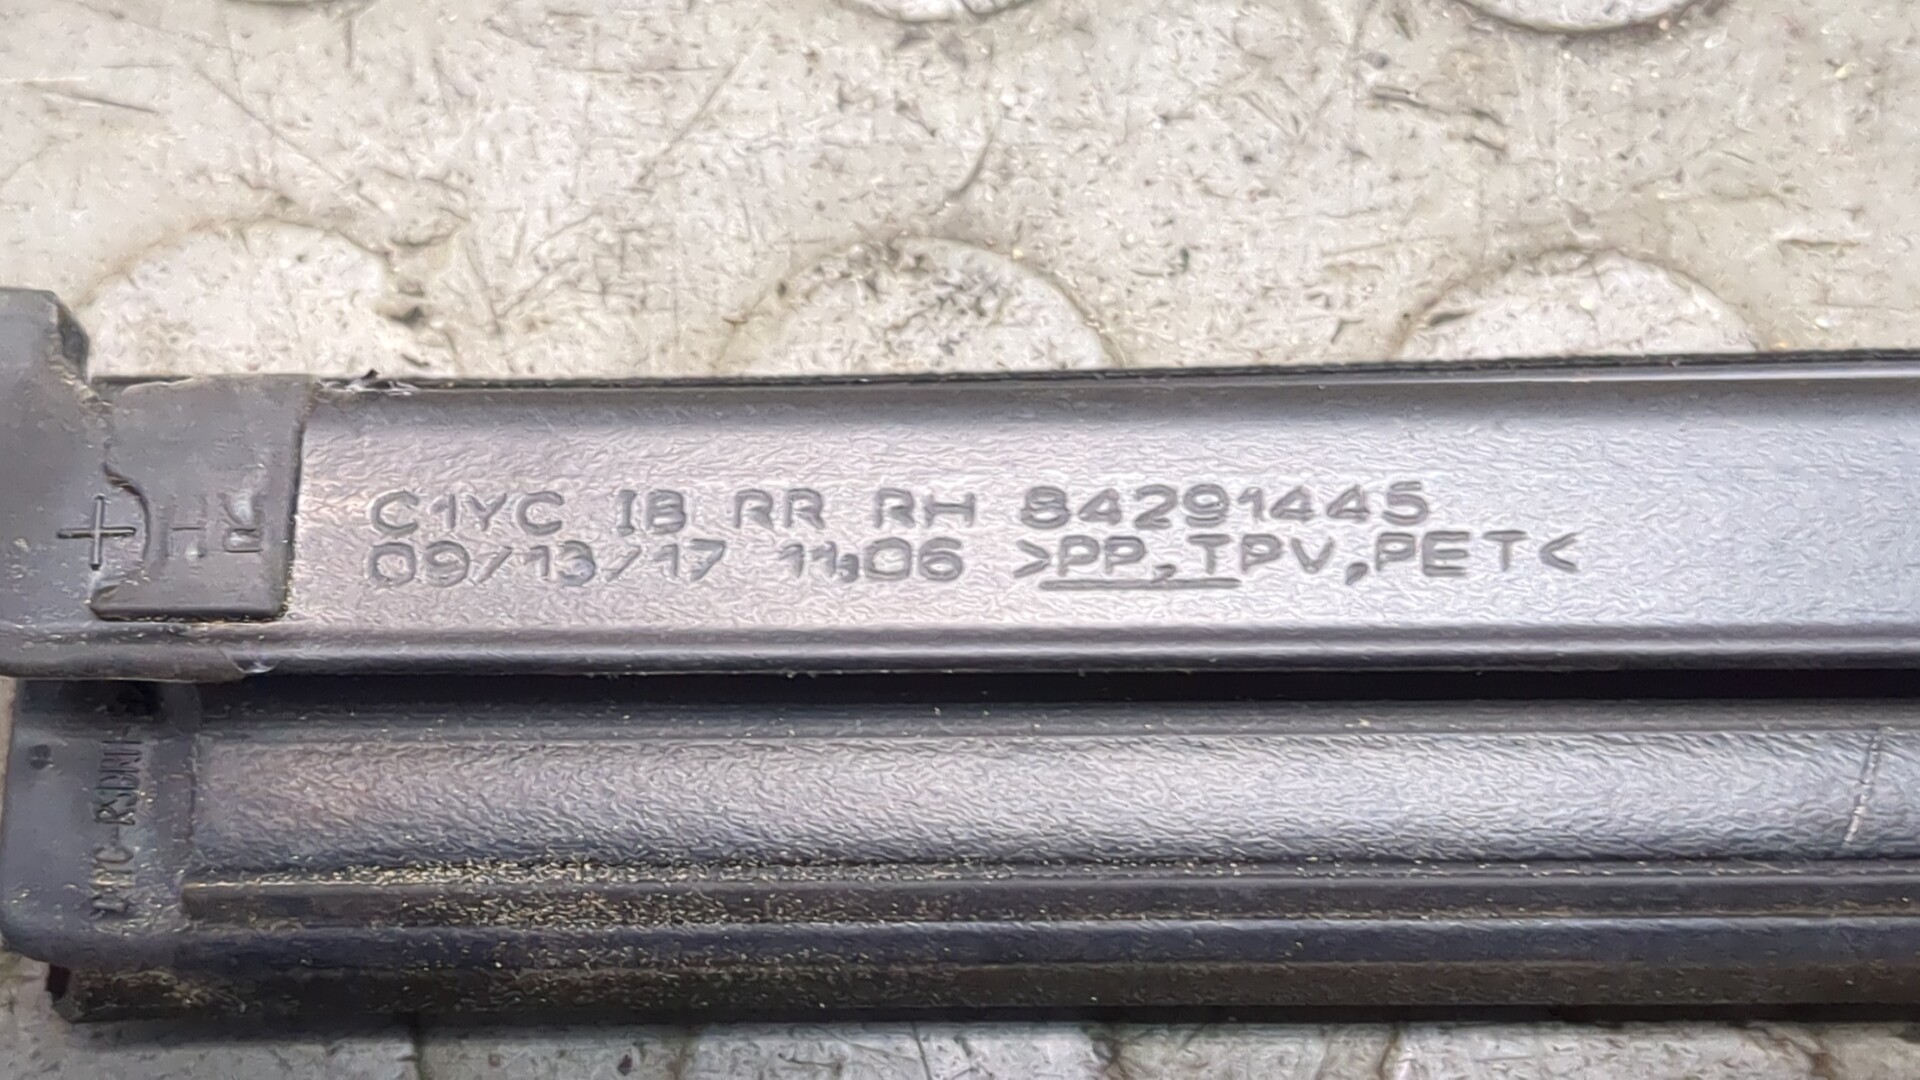 C1YC IB RR RH 84291445
09/13/17 11:06 >PP,TPV,PET<
RH